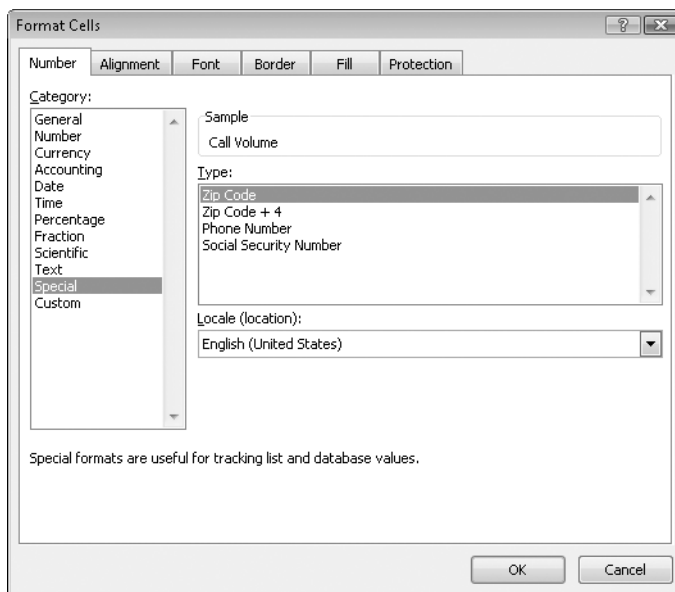 Format Cells
Number Alignment Font Border Fill Protection
Category:
General
Number
Currency
Accounting
Date
Time
Percentage
Fraction
Scientific
Text
Special
Custom
Sample
Call Volume
Type:
Zip Code
Zip Code + 4
Phone Number
Social Security Number
Locale (location):
English (United States)
Special formats are useful for tracking list and database values.
OK Cancel